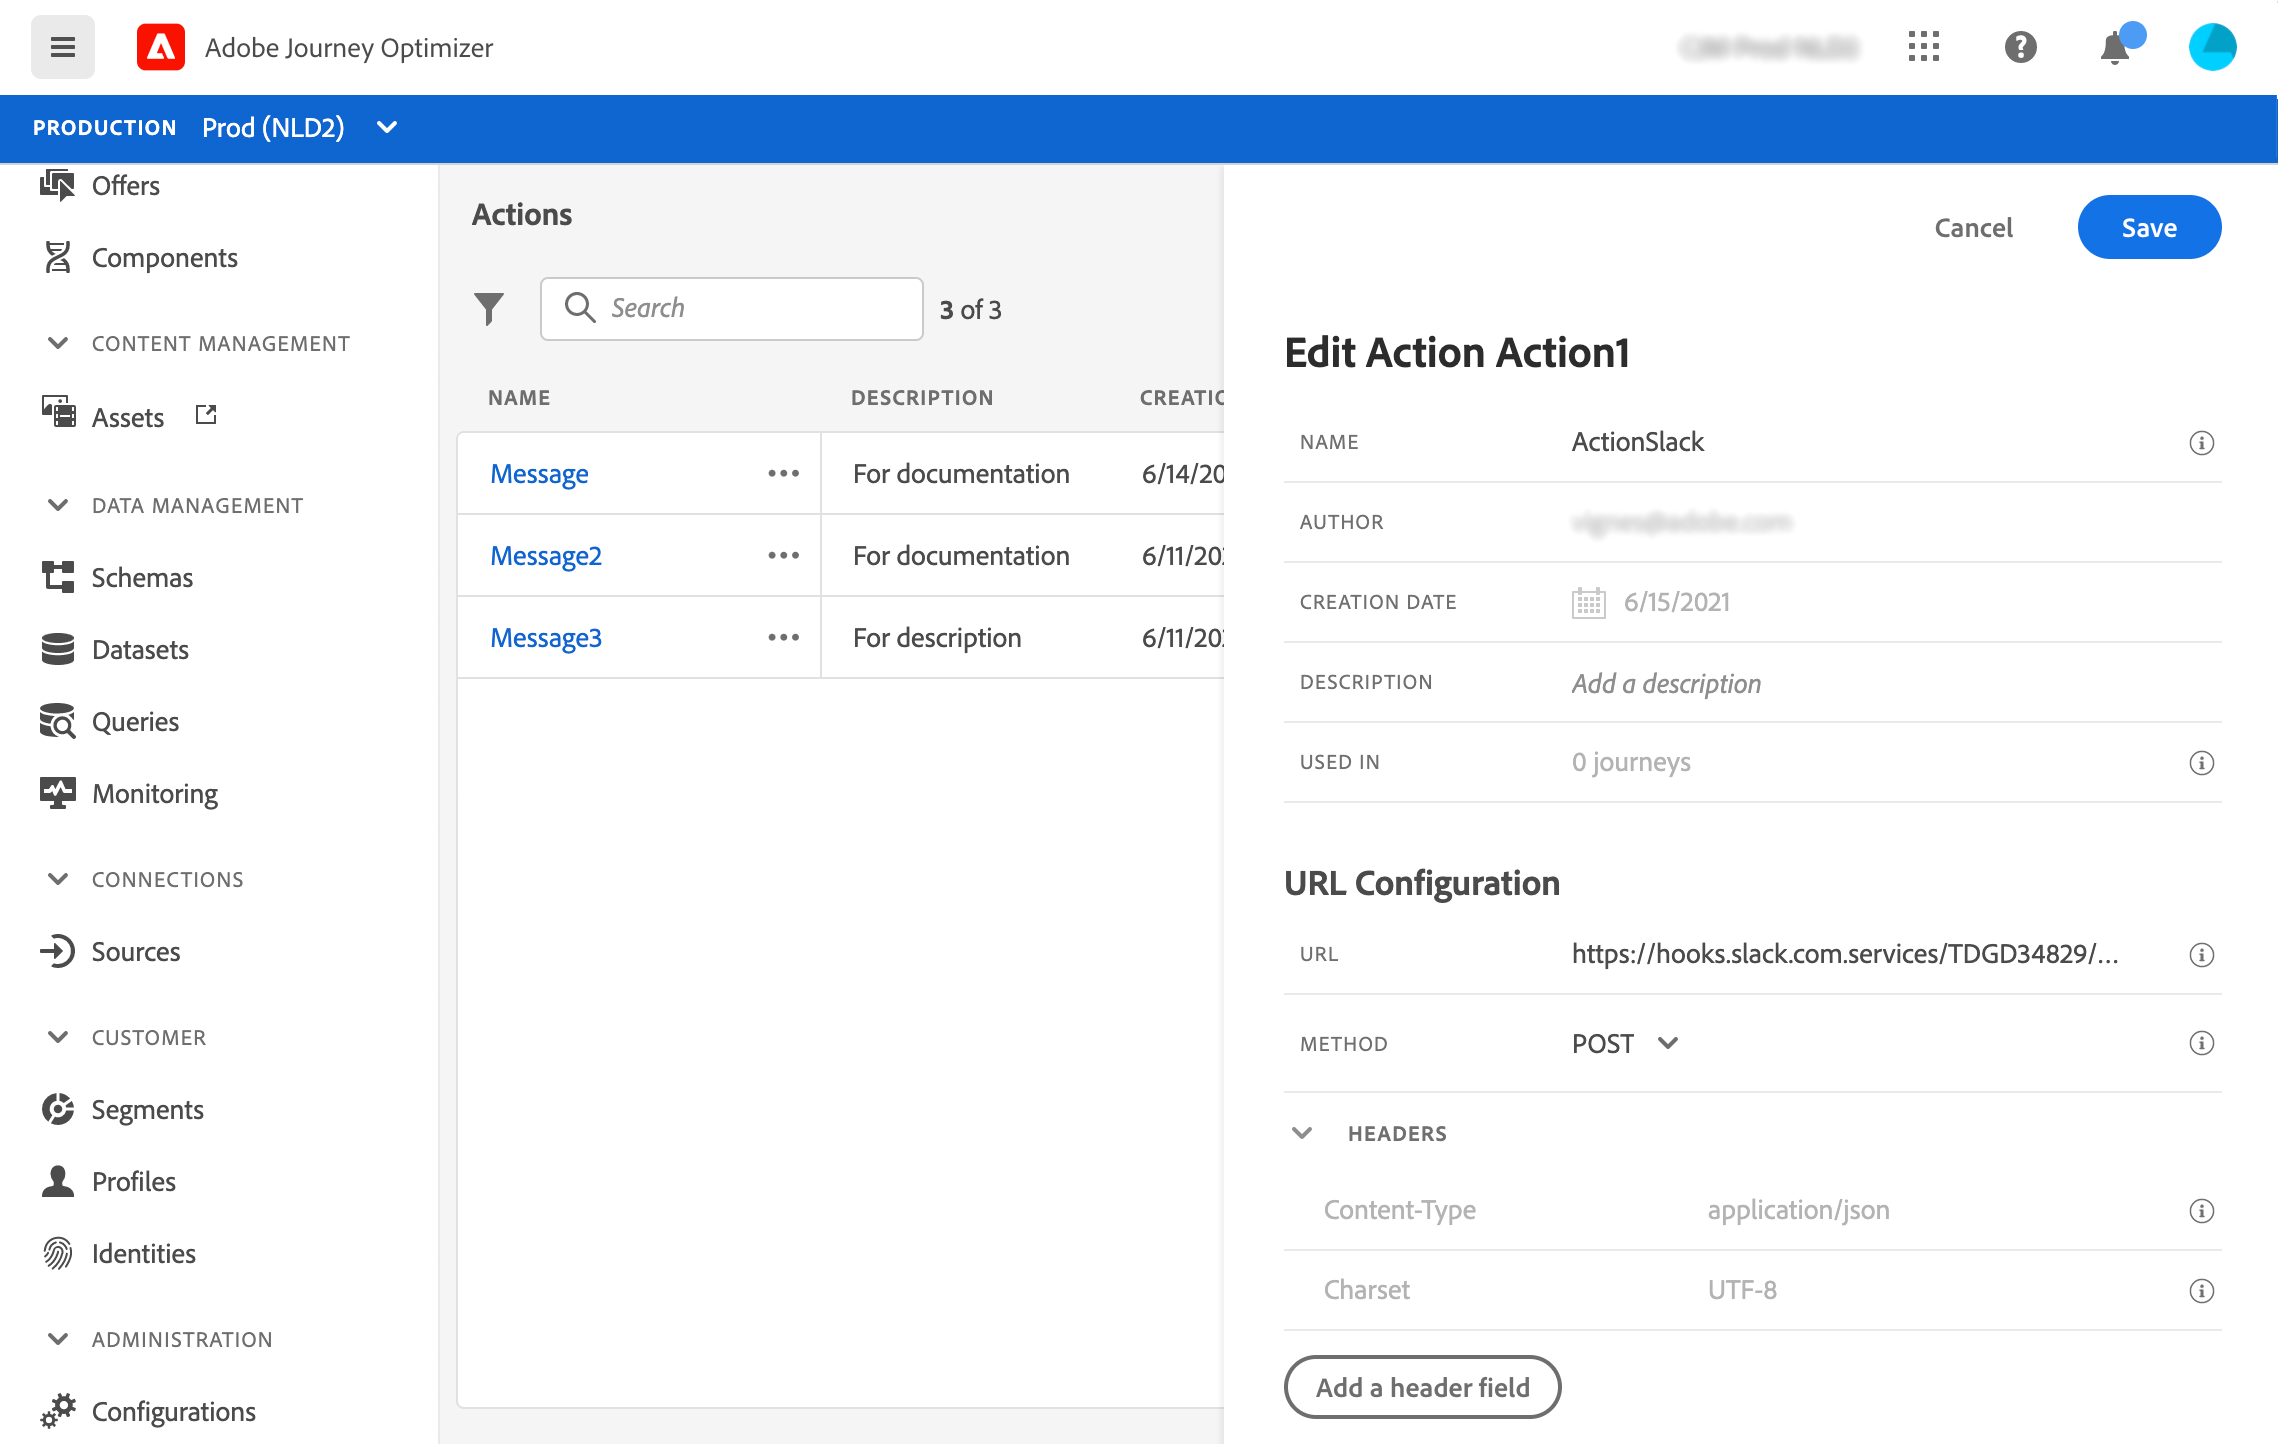 Adobe Journey Optimizer
PRODUCTION Prod (NLD2)
Offers
Components
CONTENT MANAGEMENT
Assets
DATA MANAGEMENT
Schemas
Datasets
Queries
Monitoring
CONNECTIONS
Sources
CUSTOMER
Segments
Profiles
Identities
ADMINISTRATION
Configurations
Actions
Search
3 of 3
NAME DESCRIPTION CREATIO
Message ••• For documentation 6/14/20
Message2 ••• For documentation 6/11/20
Message3 ••• For description 6/11/20
Cancel Save
Edit Action Action1
NAME ActionSlack
AUTHOR
CREATION DATE 6/15/2021
DESCRIPTION Add a description
USED IN 0 journeys
URL Configuration
URL https://hooks.slack.com.services/TDGD34829/...
METHOD POST
HEADERS
Content-Type application/json
Charset UTF-8
Add a header field